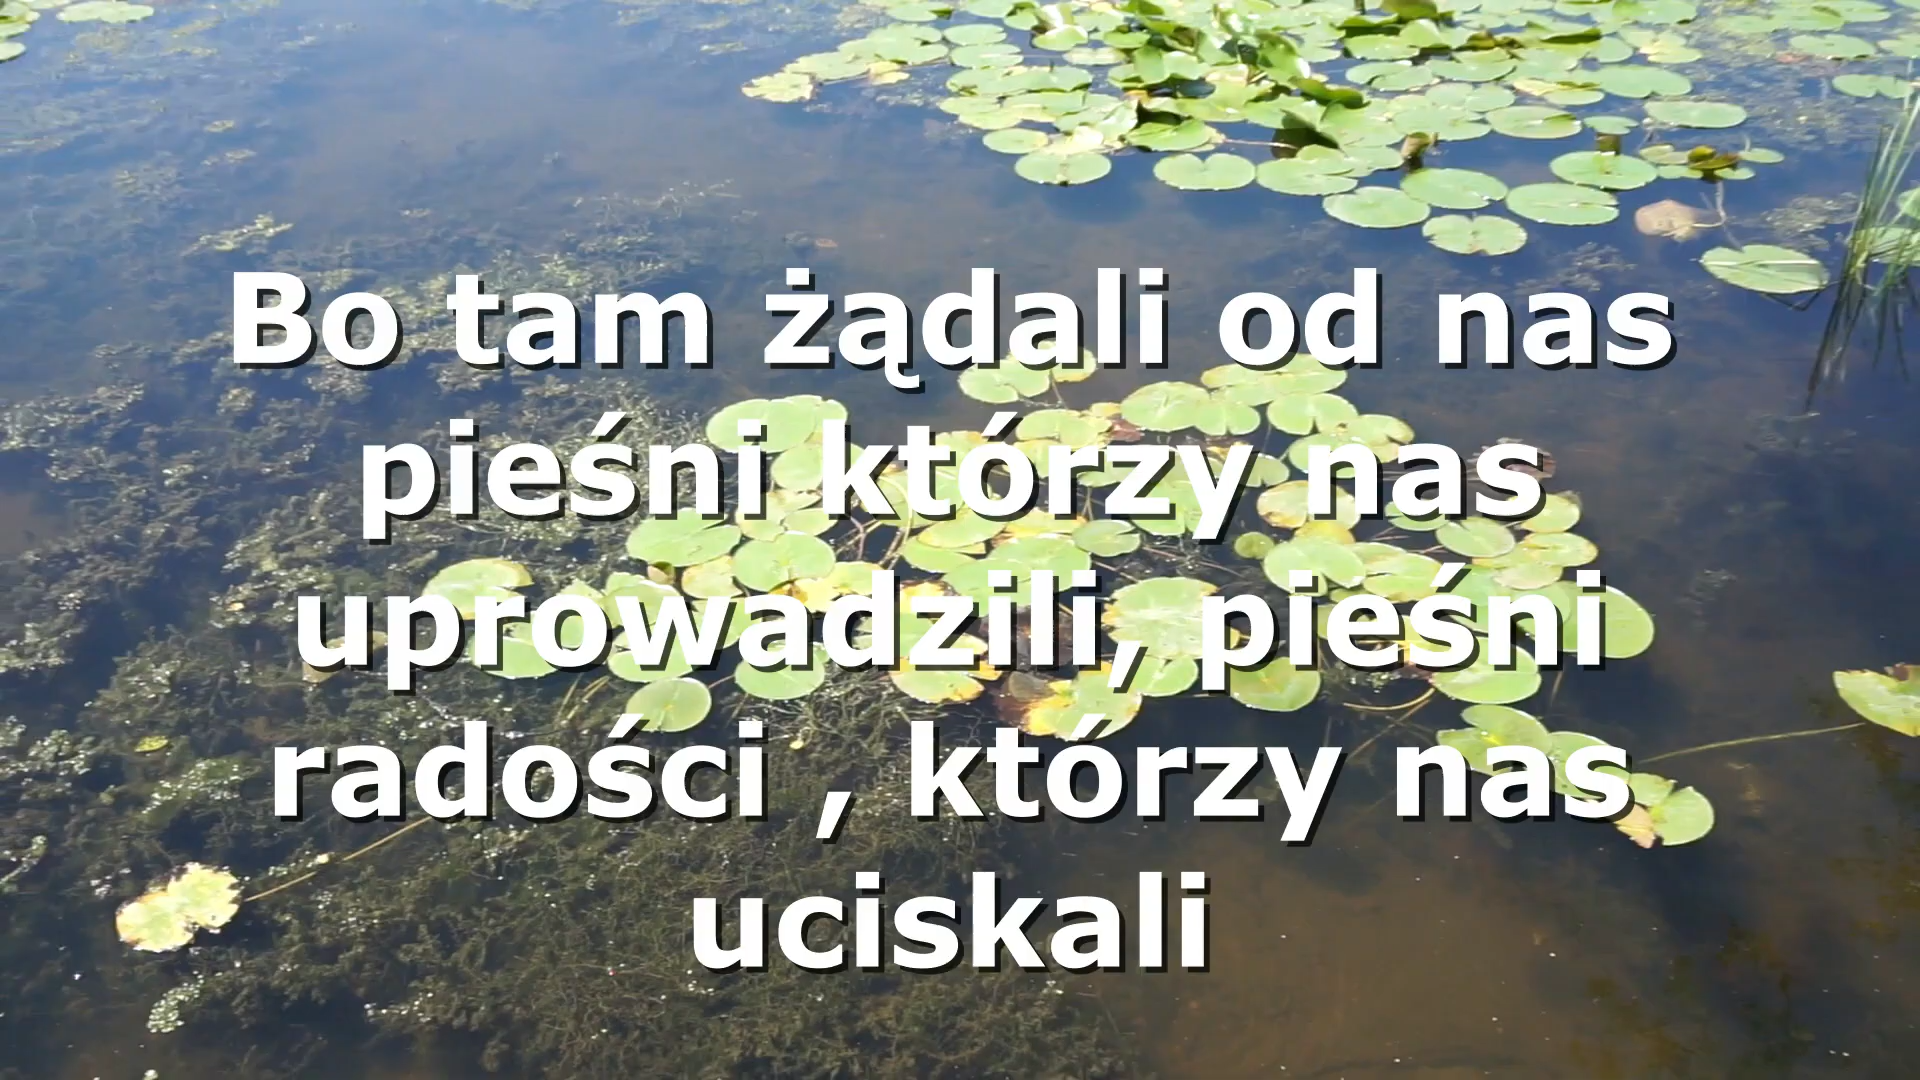 Bo tam żądali od nas
pieśni którzy nas
uprowadzili, pieśni
radości , którzy nas
uciskali